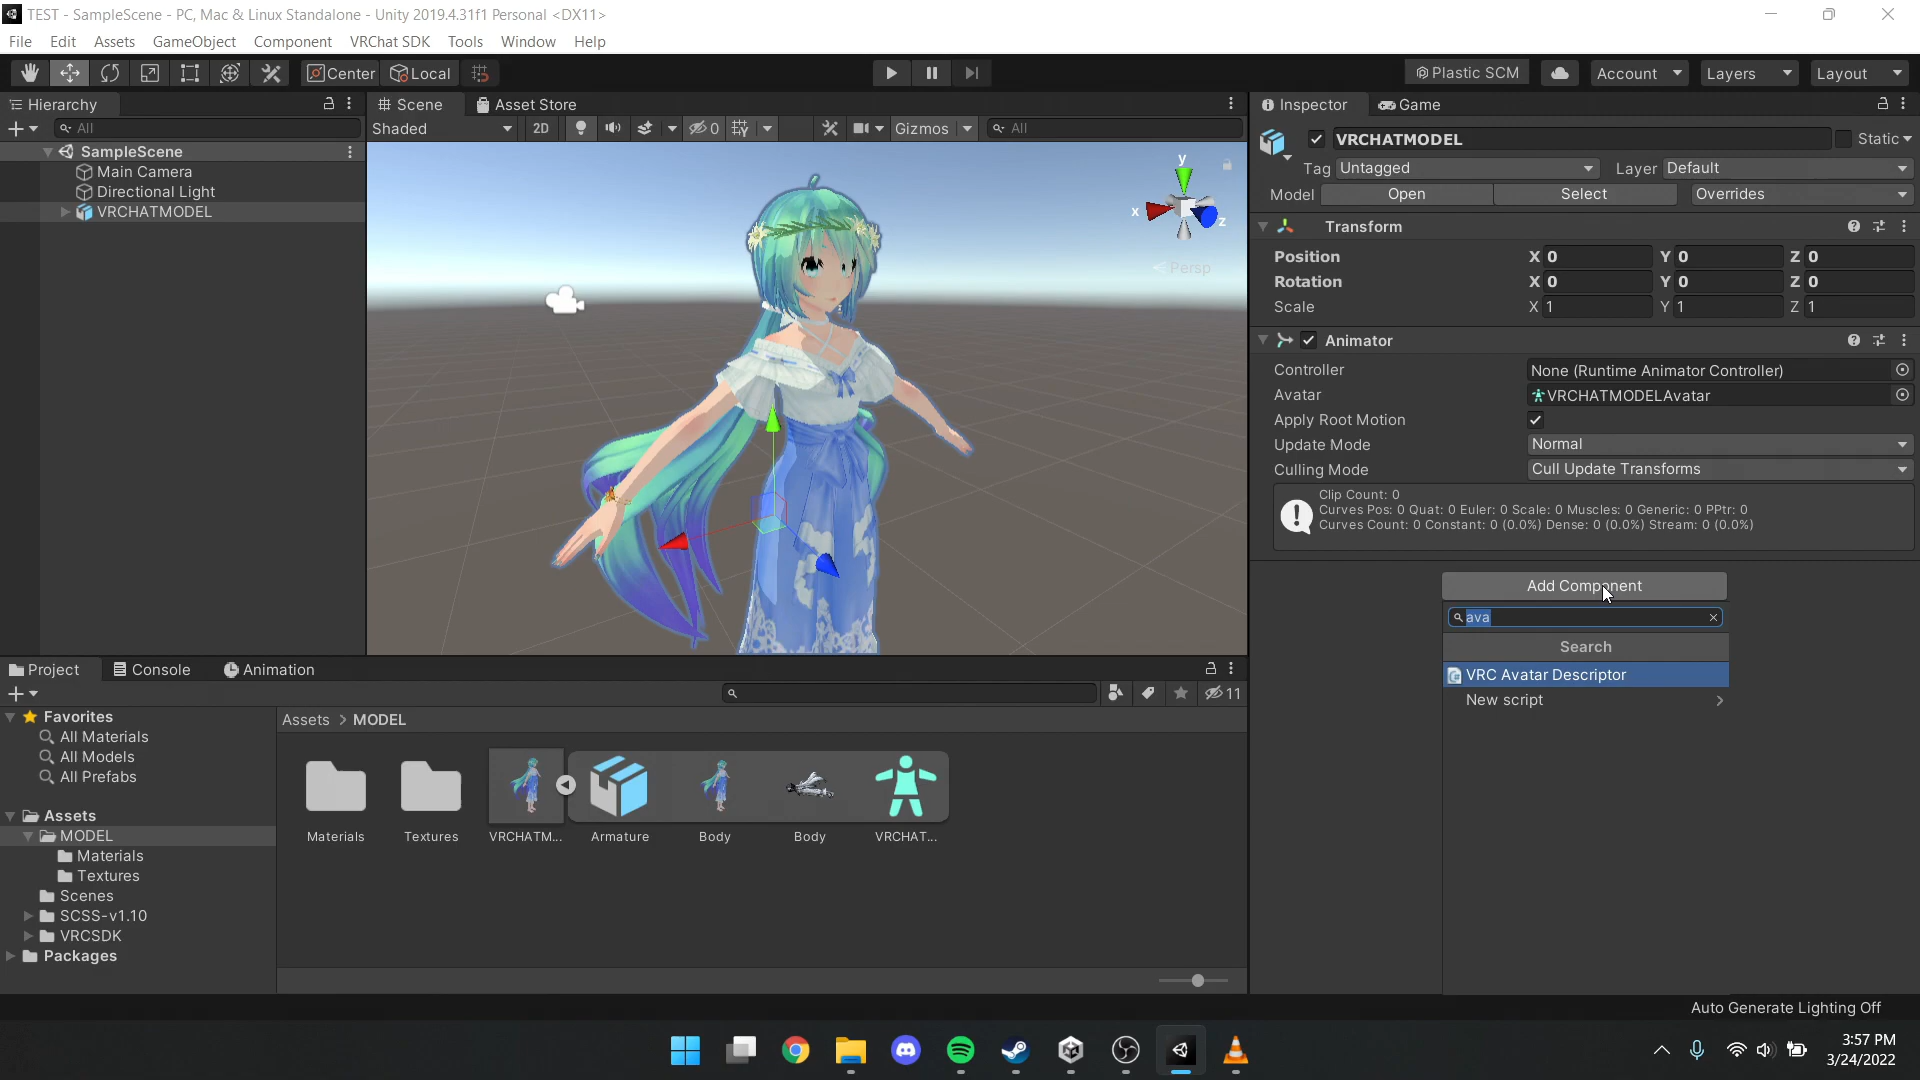 TEST - SampleScene - PC, Mac & Linux Standalone - Unity 2019.4.31f1 Personal <DX11>
File Edit Assets GameObject Component VRChat SDK Tools Window Help
Center Local Plastic SCM Account Layers Layout
Hierarchy
All
SampleScene
Main Camera
Directional Light
VRCHATMODEL
Scene Asset Store
Shaded 2D 0 Gizmos All
y
x
z
Persp
Inspector Game
VRCHATMODEL Static
Tag Untagged Layer Default
Model Open Select Overrides
Transform
Position X 0 Y 0 Z 0
Rotation X 0 Y 0 Z 0
Scale X 1 Y 1 Z 1
Animator
Controller None (Runtime Animator Controller)
Avatar VRCHATMODELAvatar
Apply Root Motion
Update Mode Normal
Culling Mode Cull Update Transforms
Clip Count: 0
Curves Pos: 0 Quat: 0 Euler: 0 Scale: 0 Muscles: 0 Generic: 0 PPtr: 0
Curves Count: 0 Constant: 0 (0.0%) Dense: 0 (0.0%) Stream: 0 (0.0%)
Add Component
ava
Search
VRC Avatar Descriptor
New script
Project Console Animation
11
Favorites
All Materials
All Models
All Prefabs
Assets
MODEL
Materials
Textures
Scenes
SCSS-v1.10
VRCSDK
Packages
Assets > MODEL
Materials Textures VRCHATM... Armature Body Body VRCHAT...
Auto Generate Lighting Off
3:57 PM
3/24/2022